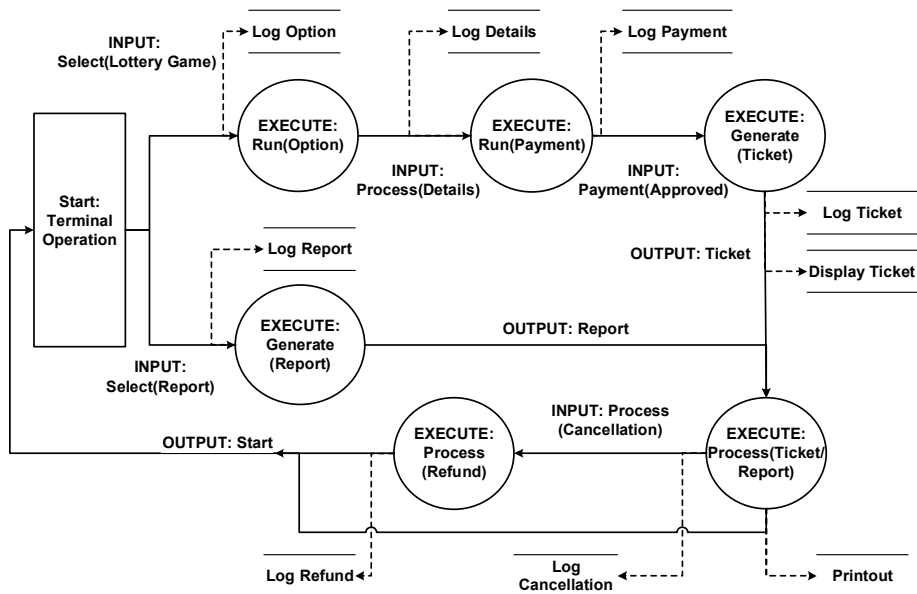 INPUT:
Select(Lottery Game)
Log Option
Log Details
Log Payment
EXECUTE:
Run(Option)
INPUT:
Process(Details)
EXECUTE:
Run(Payment)
INPUT:
Payment(Approved)
EXECUTE:
Generate
(Ticket)
Start:
Terminal
Operation
Log Ticket
OUTPUT: Ticket
Display Ticket
Log Report
EXECUTE:
Generate
(Report)
INPUT:
Select(Report)
OUTPUT: Report
INPUT: Process
(Cancellation)
EXECUTE:
Process(Ticket/
Report)
EXECUTE:
Process
(Refund)
OUTPUT: Start
Log Refund
Log
Cancellation
Printout